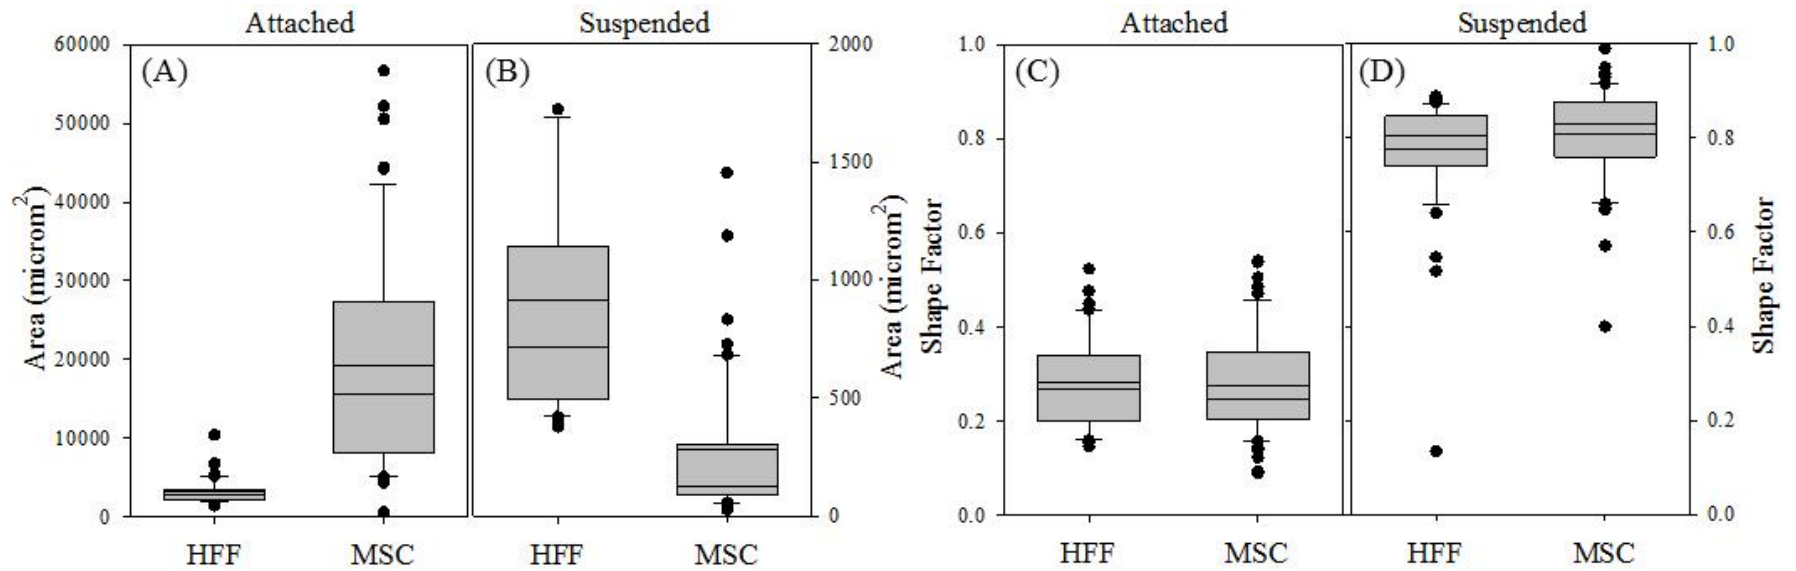 Attached
Suspended
Attached
Suspended
(A)
(B)
(C)
(D)
60000
50000
40000
30000
20000
10000
0
Area (microm²)
2000
1500
1000
500
0
Area (microm²)
1.0
0.8
0.6
0.4
0.2
0.0
Shape Factor
1.0
0.8
0.6
0.4
0.2
0.0
Shape Factor
HFF
MSC
HFF
MSC
HFF
MSC
HFF
MSC